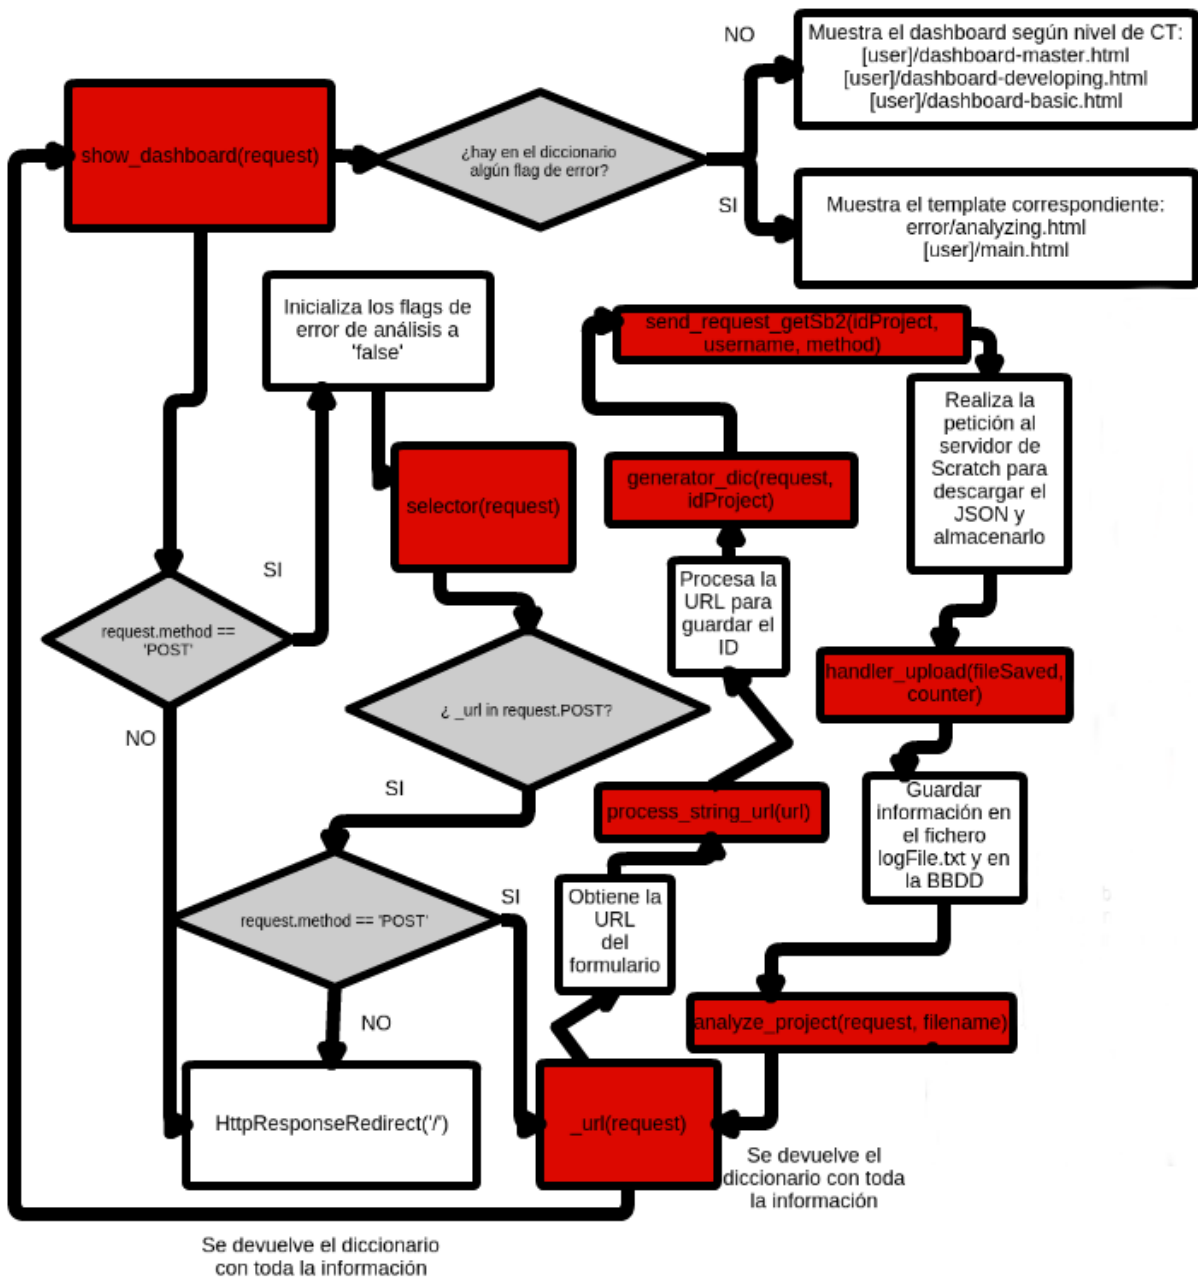 NO
Muestra el dashboard según nivel de CT:
[user]/dashboard-master.html
[user]/dashboard-developing.html
[user]/dashboard-basic.html
show_dashboard(request)
¿hay en el diccionario
algún flag de error?
SI
Muestra el template correspondiente:
error/analyzing.html
[user]/main.html
Inicializa los flags de
error de análisis a
'false'
send_request_getSb2(idProject,
username, method)
Realiza la
petición al
servidor de
Scratch para
descargar el
JSON y
almacenarlo
generator_dic(request,
idProject)
selector(request)
SI
Procesa la
URL para
guardar el
ID
request.method ==
'POST'
handler_upload(fileSaved,
counter)
¿ _url in request.POST?
NO
SI
process_string_url(url)
Guardar
información en
el fichero
logFile.txt y en
la BBDD
request.method == 'POST'
SI
Obtiene la
URL
del
formulario
NO
analyze_project(request, filename)
HttpResponseRedirect('/')
_url(request)
Se devuelve el
diccionario con toda
la información
Se devuelve el diccionario
con toda la información